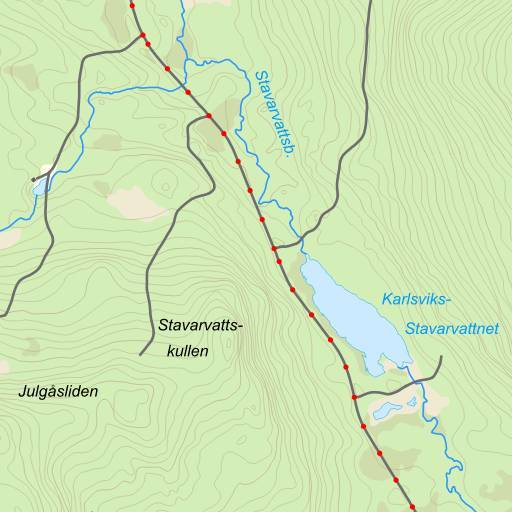 Stavarvattsb.
Karlsviks-
Stavarvattnet
Stavarvatts-
kullen
Julgåsliden